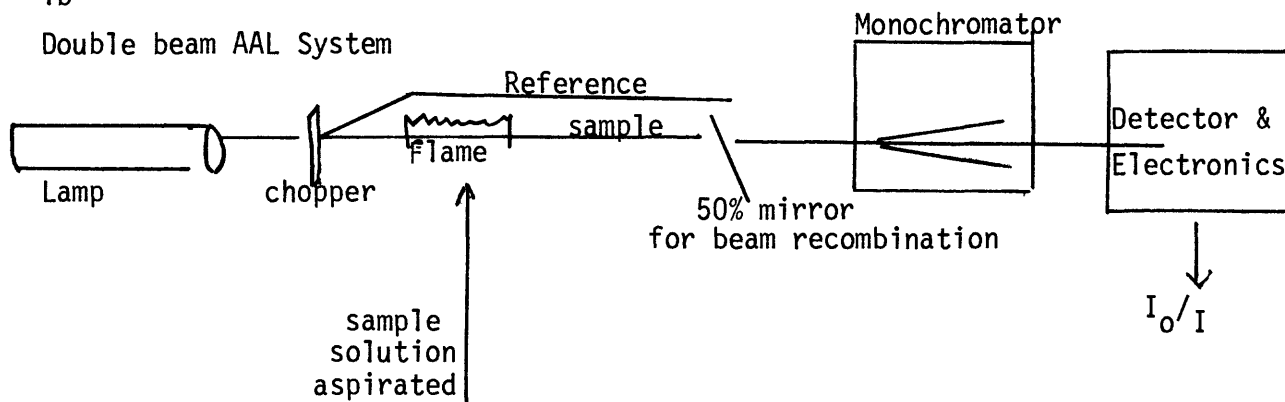 Double beam AAL System
Monochromator
Reference
sample
Flame
Detector &
Electronics
Lamp
chopper
50% mirror
for beam recombination
sample
solution
aspirated
I₀/I